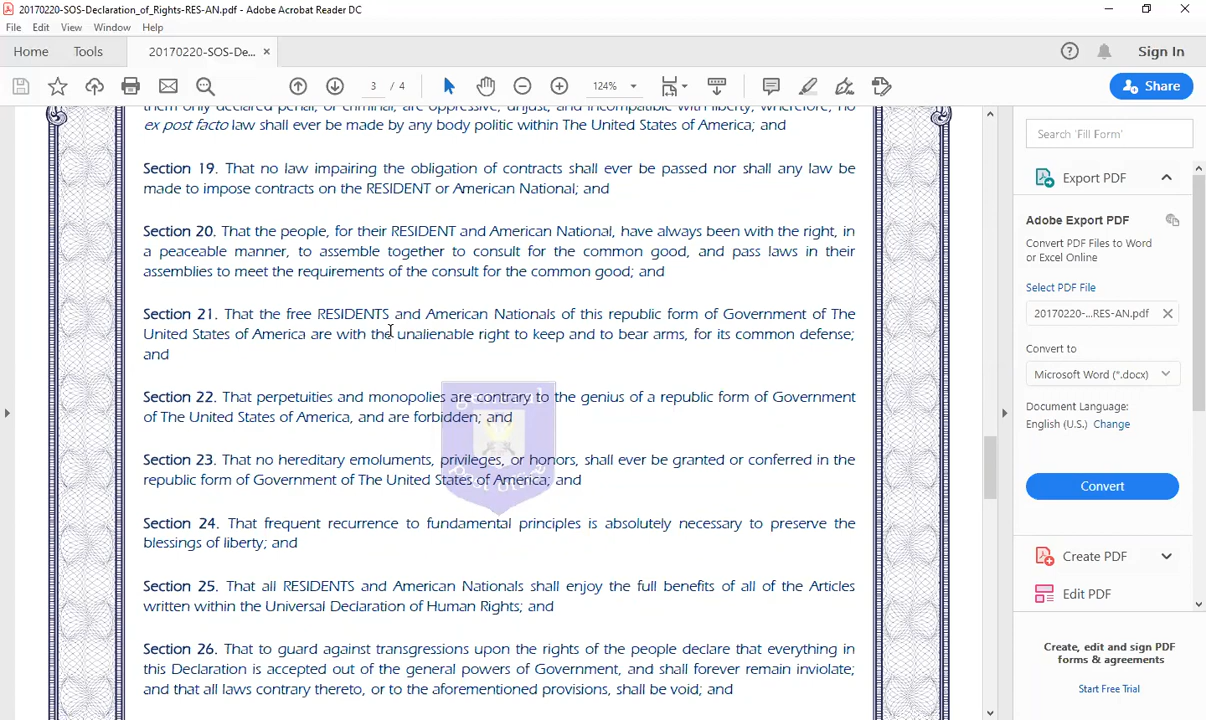 20170220-SOS-Declaration_of_Rights-RES-AN.pdf - Adobe Acrobat Reader DC
File Edit View Window Help
Home Tools 20170220-SOS-De... × Sign In
3 / 4 124% Share
them only declared penal, or criminal, are oppressive, unjust, and incompatible with liberty; wherefore, no
ex post facto law shall ever be made by any body politic within The United States of America; and
Section 19. That no law impairing the obligation of contracts shall ever be passed nor shall any law be
made to impose contracts on the RESIDENT or American National; and
Section 20. That the people, for their RESIDENT and American National, have always been with the right, in
a peaceable manner, to assemble together to consult for the common good, and pass laws in their
assemblies to meet the requirements of the consult for the common good; and
Section 21. That the free RESIDENTS and American Nationals of this republic form of Government of The
United States of America are with the unalienable right to keep and to bear arms, for its common defense;
and
Section 22. That perpetuities and monopolies are contrary to the genius of a republic form of Government
of The United States of America, and are forbidden; and
Section 23. That no hereditary emoluments, privileges, or honors, shall ever be granted or conferred in the
republic form of Government of The United States of America; and
Section 24. That frequent recurrence to fundamental principles is absolutely necessary to preserve the
blessings of liberty; and
Section 25. That all RESIDENTS and American Nationals shall enjoy the full benefits of all of the Articles
written within the Universal Declaration of Human Rights; and
Section 26. That to guard against transgressions upon the rights of the people declare that everything in
this Declaration is accepted out of the general powers of Government, and shall forever remain inviolate;
and that all laws contrary thereto, or to the aforementioned provisions, shall be void; and
Search 'Fill Form'
Export PDF
Adobe Export PDF
Convert PDF Files to Word
or Excel Online
Select PDF File
20170220-...RES-AN.pdf ×
Convert to
Microsoft Word (*.docx)
Document Language:
English (U.S.) Change
Convert
Create PDF
Edit PDF
Create, edit and sign PDF
forms & agreements
Start Free Trial